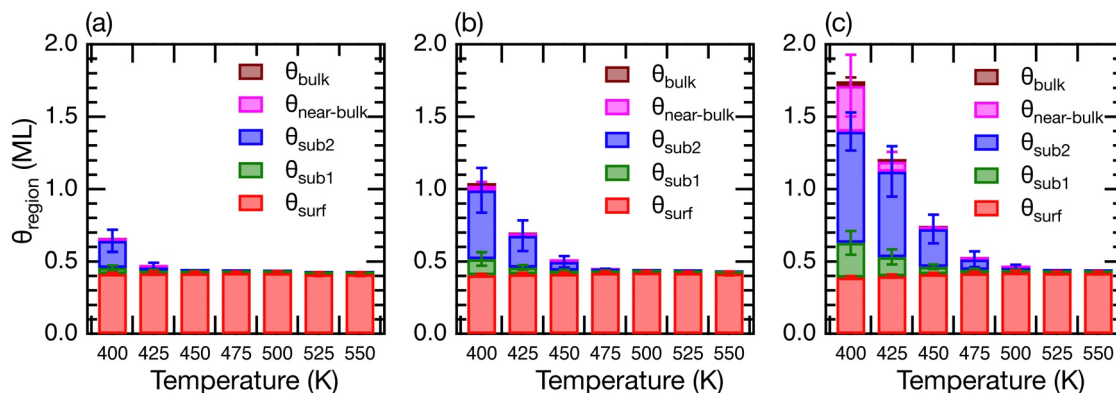 (a)
2.0
1.5
1.0
0.5
0.0
θregion (ML)
θbulk
θnear-bulk
θsub2
θsub1
θsurf
400 425 450 475 500 525 550
Temperature (K)
(b)
2.0
1.5
1.0
0.5
0.0
θbulk
θnear-bulk
θsub2
θsub1
θsurf
400 425 450 475 500 525 550
Temperature (K)
(c)
2.0
1.5
1.0
0.5
0.0
θbulk
θnear-bulk
θsub2
θsub1
θsurf
400 425 450 475 500 525 550
Temperature (K)